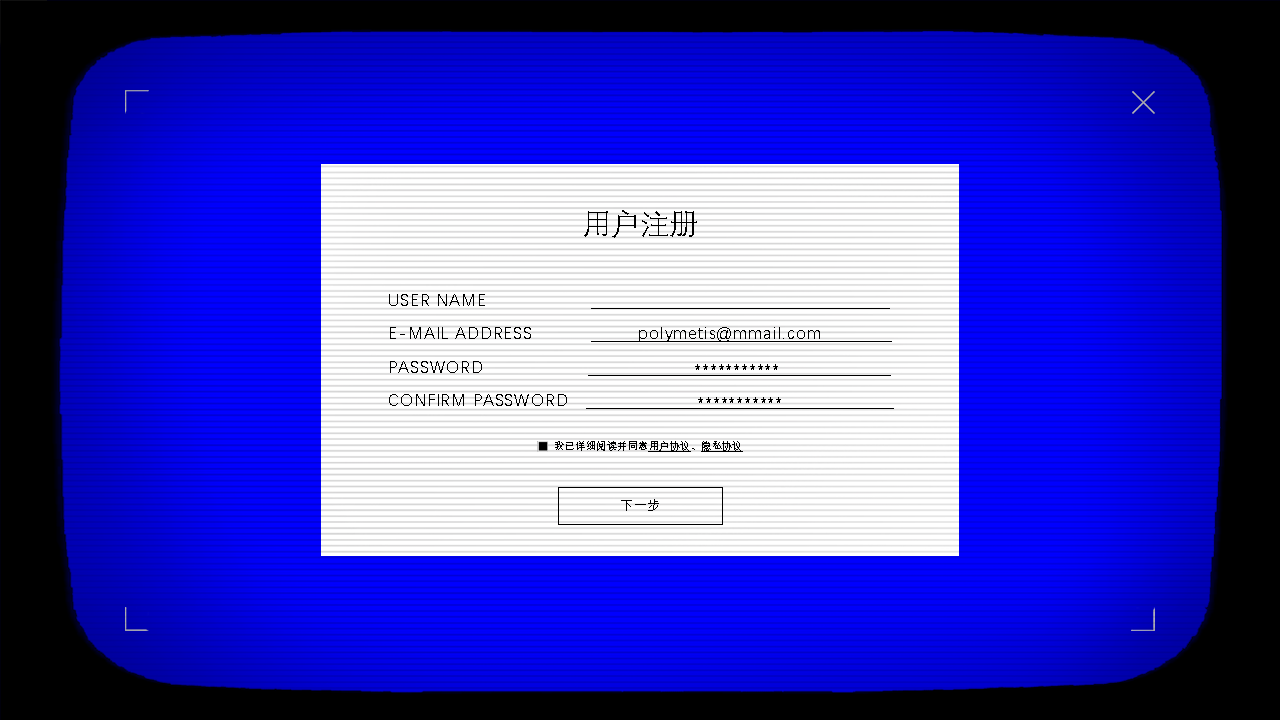 用户注册
USER NAME
E-MAIL ADDRESS polymetis@mmail.com
PASSWORD ***********
CONFIRM PASSWORD ***********
■ 我已详细阅读并同意用户协议、隐私协议
下一步